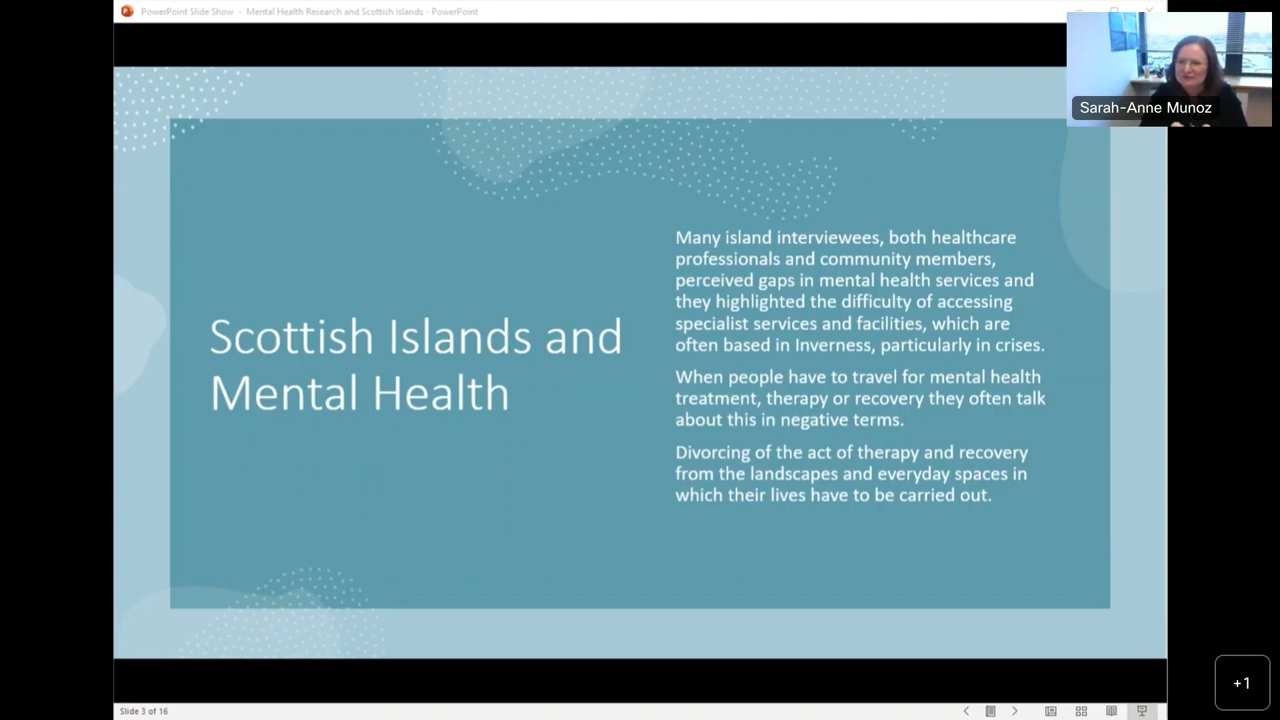 PowerPoint Slide Show - Mental Health Research and Scottish Islands - PowerPoint
Sarah-Anne Munoz
Scottish Islands and
Mental Health
Many island interviewees, both healthcare
professionals and community members,
perceived gaps in mental health services and
they highlighted the difficulty of accessing
specialist services and facilities, which are
often based in Inverness, particularly in crises.
When people have to travel for mental health
treatment, therapy or recovery they often talk
about this in negative terms.
Divorcing of the act of therapy and recovery
from the landscapes and everyday spaces in
which their lives have to be carried out.
+1
Slide 3 of 16